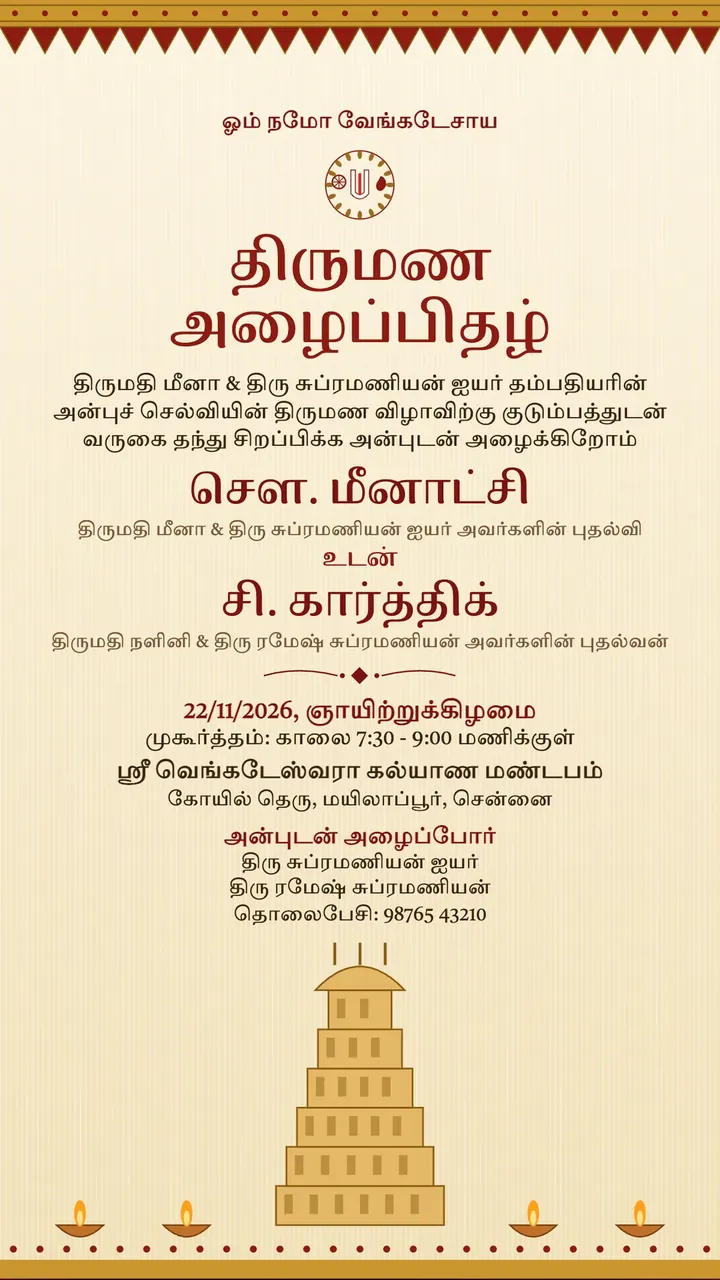 ஓம் நமோ வேங்கடேசாய
திருமண
அழைப்பிதழ்
திருமதி மீனா & திரு சுப்ரமணியன் ஐயர் தம்பதியரின்
அன்புச் செல்வியின் திருமண விழாவிற்கு குடும்பத்துடன்
வருகை தந்து சிறப்பிக்க அன்புடன் அழைக்கிறோம்
சௌ. மீனாட்சி
திருமதி மீனா & திரு சுப்ரமணியன் ஐயர் அவர்களின் புதல்வி
உடன்
சி. கார்த்திக்
திருமதி நளினி & திரு ரமேஷ் சுப்ரமணியன் அவர்களின் புதல்வன்
22/11/2026, ஞாயிற்றுக்கிழமை
முகூர்த்தம்: காலை 7:30 - 9:00 மணிக்குள்
ஸ்ரீ வெங்கடேஸ்வரா கல்யாண மண்டபம்
கோயில் தெரு, மயிலாப்பூர், சென்னை
அன்புடன் அழைப்போர்
திரு சுப்ரமணியன் ஐயர்
திரு ரமேஷ் சுப்ரமணியன்
தொலைபேசி: 98765 43210